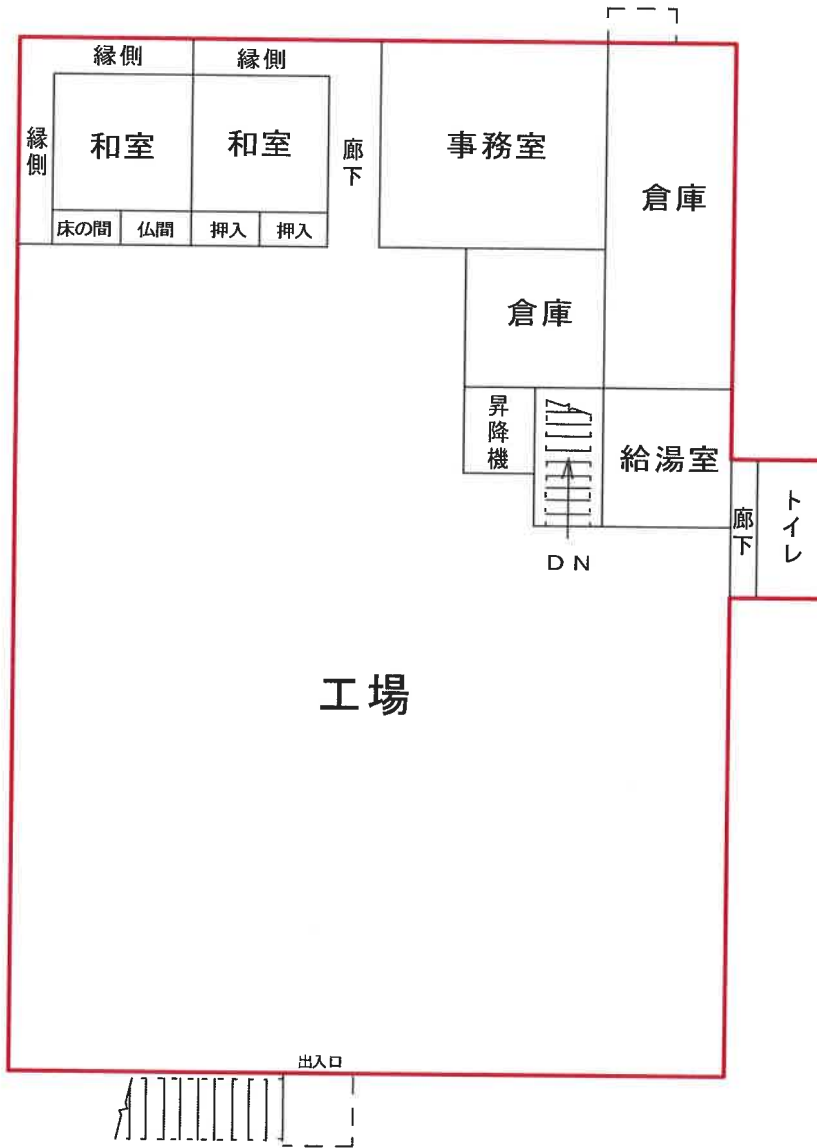 縁側
縁側
縁側
和室
和室
廊下
事務室
倉庫
床の間
仏間
押入
押入
倉庫
昇降機
給湯室
廊下
トイレ
DN
工場
出入口